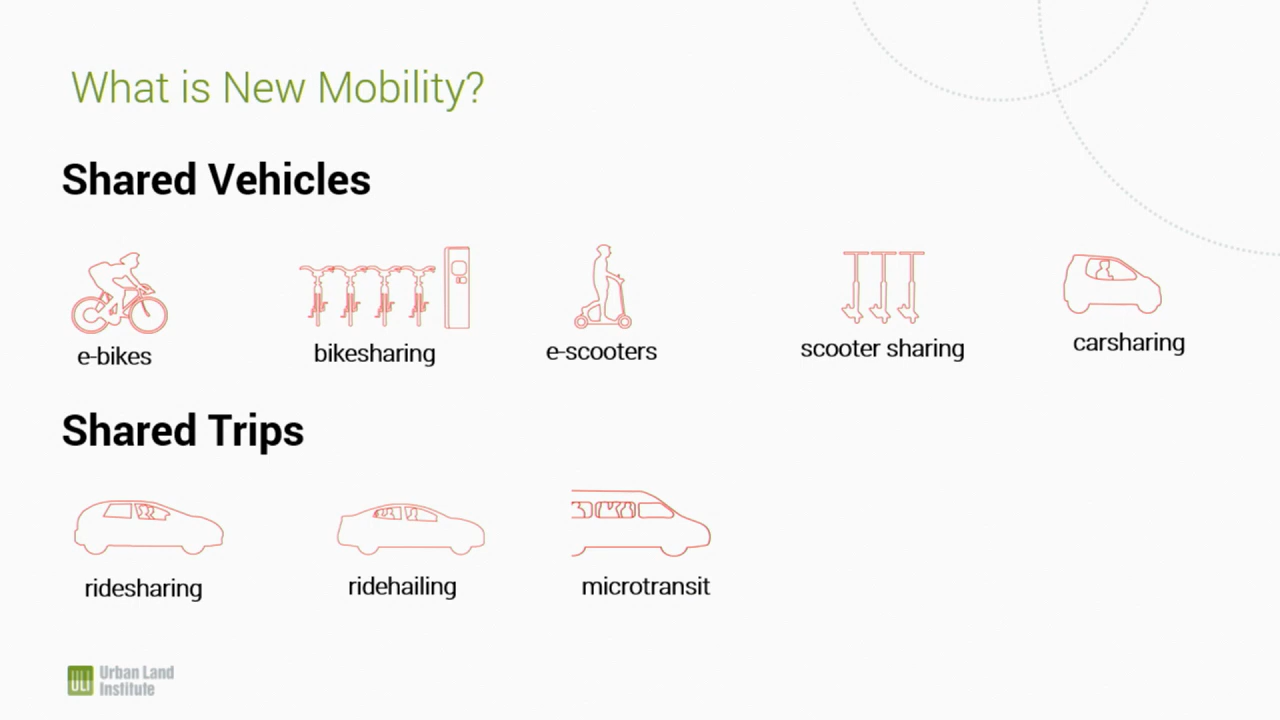 What is New Mobility?
Shared Vehicles
e-bikes
bikesharing
e-scooters
scooter sharing
carsharing
Shared Trips
ridesharing
ridehailing
microtransit
ULI
Urban Land
Institute